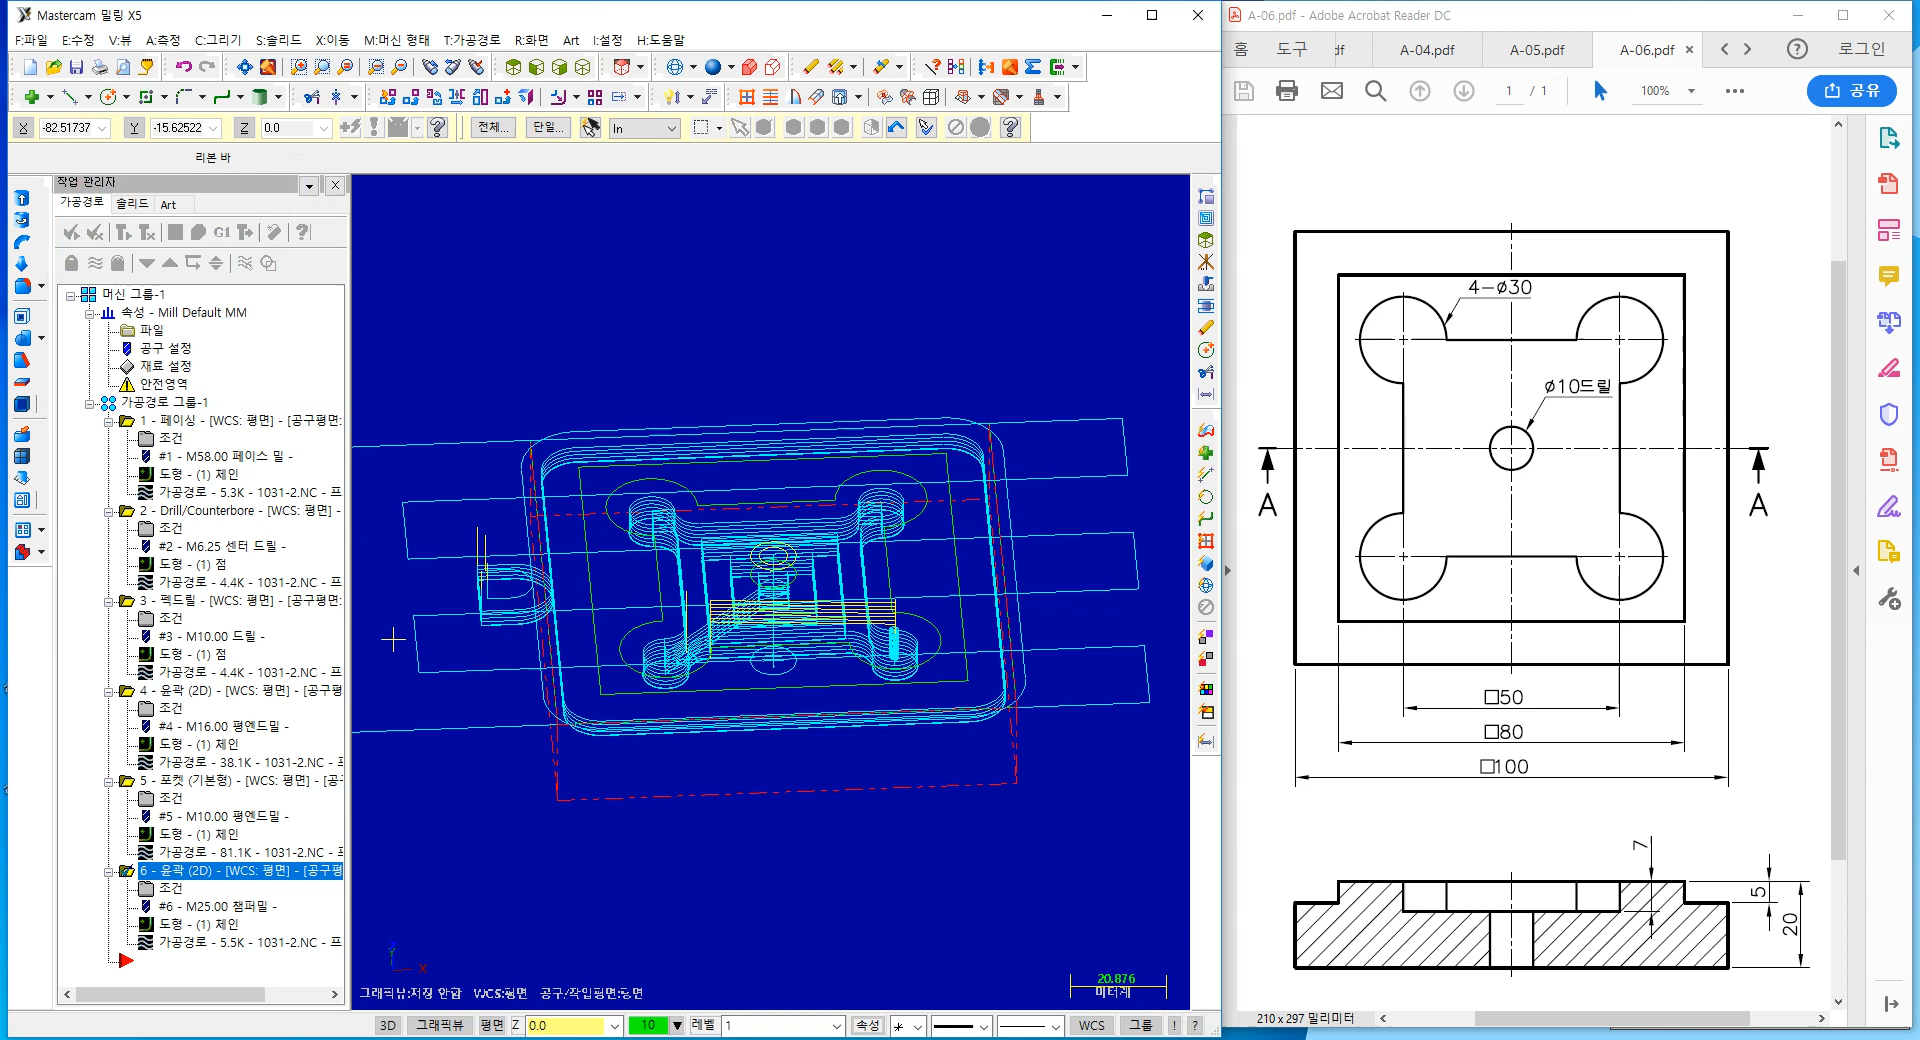 Mastercam 밀링 X5
F:파일 E:수정 V:뷰 A:측정 C:그리기 S:솔리드 X:이동 M:머신 형태 T:가공경로 R:화면 Art I:설정 H:도움말
X -82.51737 Y -15.62522 Z 0.0 전체... 단일... In
리본 바
작업 관리자
가공경로 솔리드 Art
G1
머신 그룹-1
속성 - Mill Default MM
파일
공구 설정
재료 설정
안전영역
가공경로 그룹-1
1 - 페이싱 - [WCS: 평면] - [공구평면:
조건
#1 - M58.00 페이스 밀 -
도형 - (1) 체인
가공경로 - 5.3K - 1031-2.NC - 프
2 - Drill/Counterbore - [WCS: 평면] -
조건
#2 - M6.25 센터 드릴 -
도형 - (1) 점
가공경로 - 4.4K - 1031-2.NC - 프
3 - 펙드릴 - [WCS: 평면] - [공구평면:
조건
#3 - M10.00 드릴 -
도형 - (1) 점
가공경로 - 4.4K - 1031-2.NC - 프
4 - 윤곽 (2D) - [WCS: 평면] - [공구평
조건
#4 - M16.00 평엔드밀 -
도형 - (1) 체인
가공경로 - 38.1K - 1031-2.NC - 프
5 - 포켓 (기본형) - [WCS: 평면] - [공
조건
#5 - M10.00 평엔드밀 -
도형 - (1) 체인
가공경로 - 81.1K - 1031-2.NC - 프
6 - 윤곽 (2D) - [WCS: 평면] - [공구평
조건
#6 - M25.00 챔퍼밀 -
도형 - (1) 체인
가공경로 - 5.5K - 1031-2.NC - 프
Y
X
그래픽뷰:저장 안함 WCS:평면 공구/작업평면:평면
20.876
미터계
3D 그래픽뷰 평면 Z 0.0 10 레벨 1 속성 WCS 그룹 ! ?
A-06.pdf - Adobe Acrobat Reader DC
홈 도구 df A-04.pdf A-05.pdf A-06.pdf × 로그인
1 / 1 100% 공유
4-ø30
ø10드릴
A A
□50
□80
□100
7
5
20
210 x 297 밀리미터